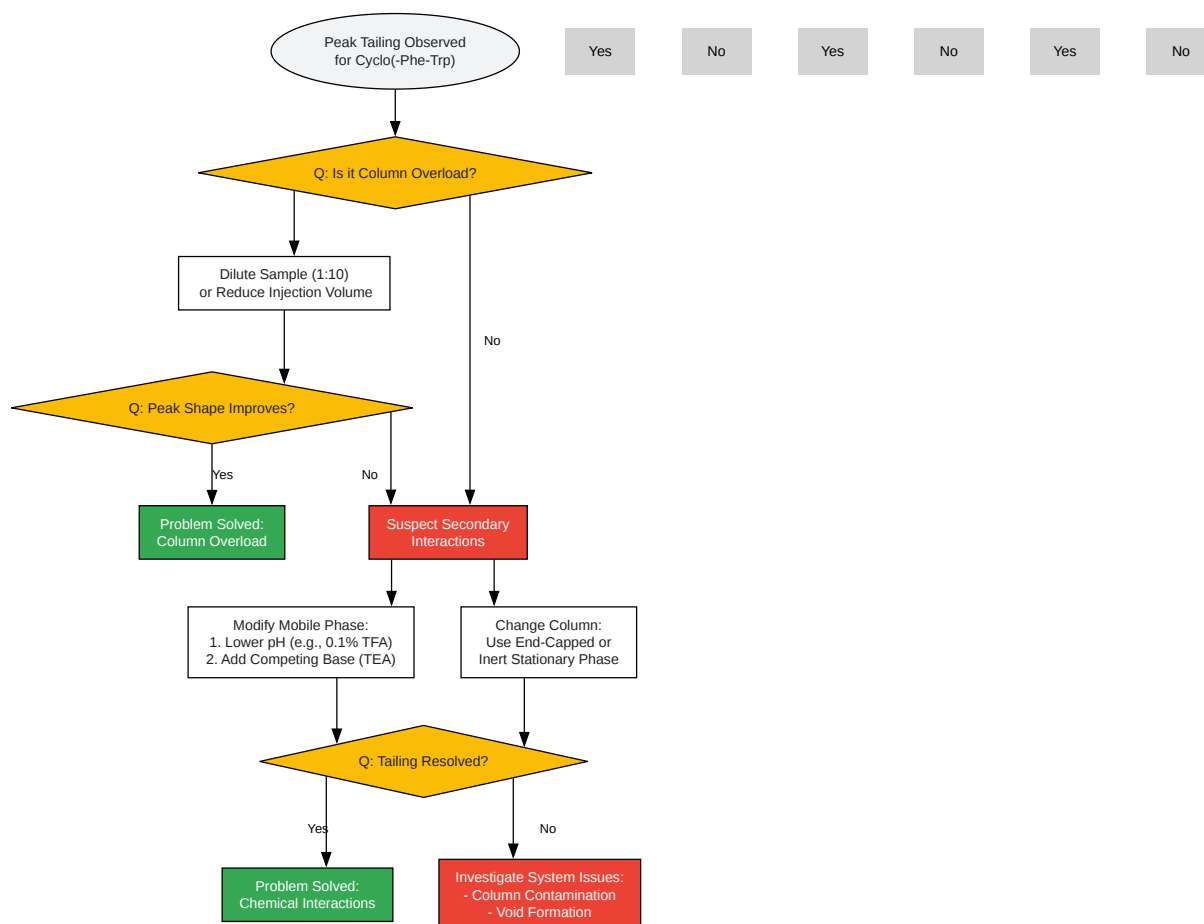 Peak Tailing Observed
for Cyclo(-Phe-Trp)
Yes
No
Yes
No
Yes
No
Q: Is it Column Overload?
Dilute Sample (1:10)
or Reduce Injection Volume
No
Q: Peak Shape Improves?
Yes
No
Problem Solved:
Column Overload
Suspect Secondary
Interactions
Modify Mobile Phase:
1. Lower pH (e.g., 0.1% TFA)
2. Add Competing Base (TEA)
Change Column:
Use End-Capped or
Inert Stationary Phase
Q: Tailing Resolved?
Yes
No
Problem Solved:
Chemical Interactions
Investigate System Issues:
- Column Contamination
- Void Formation